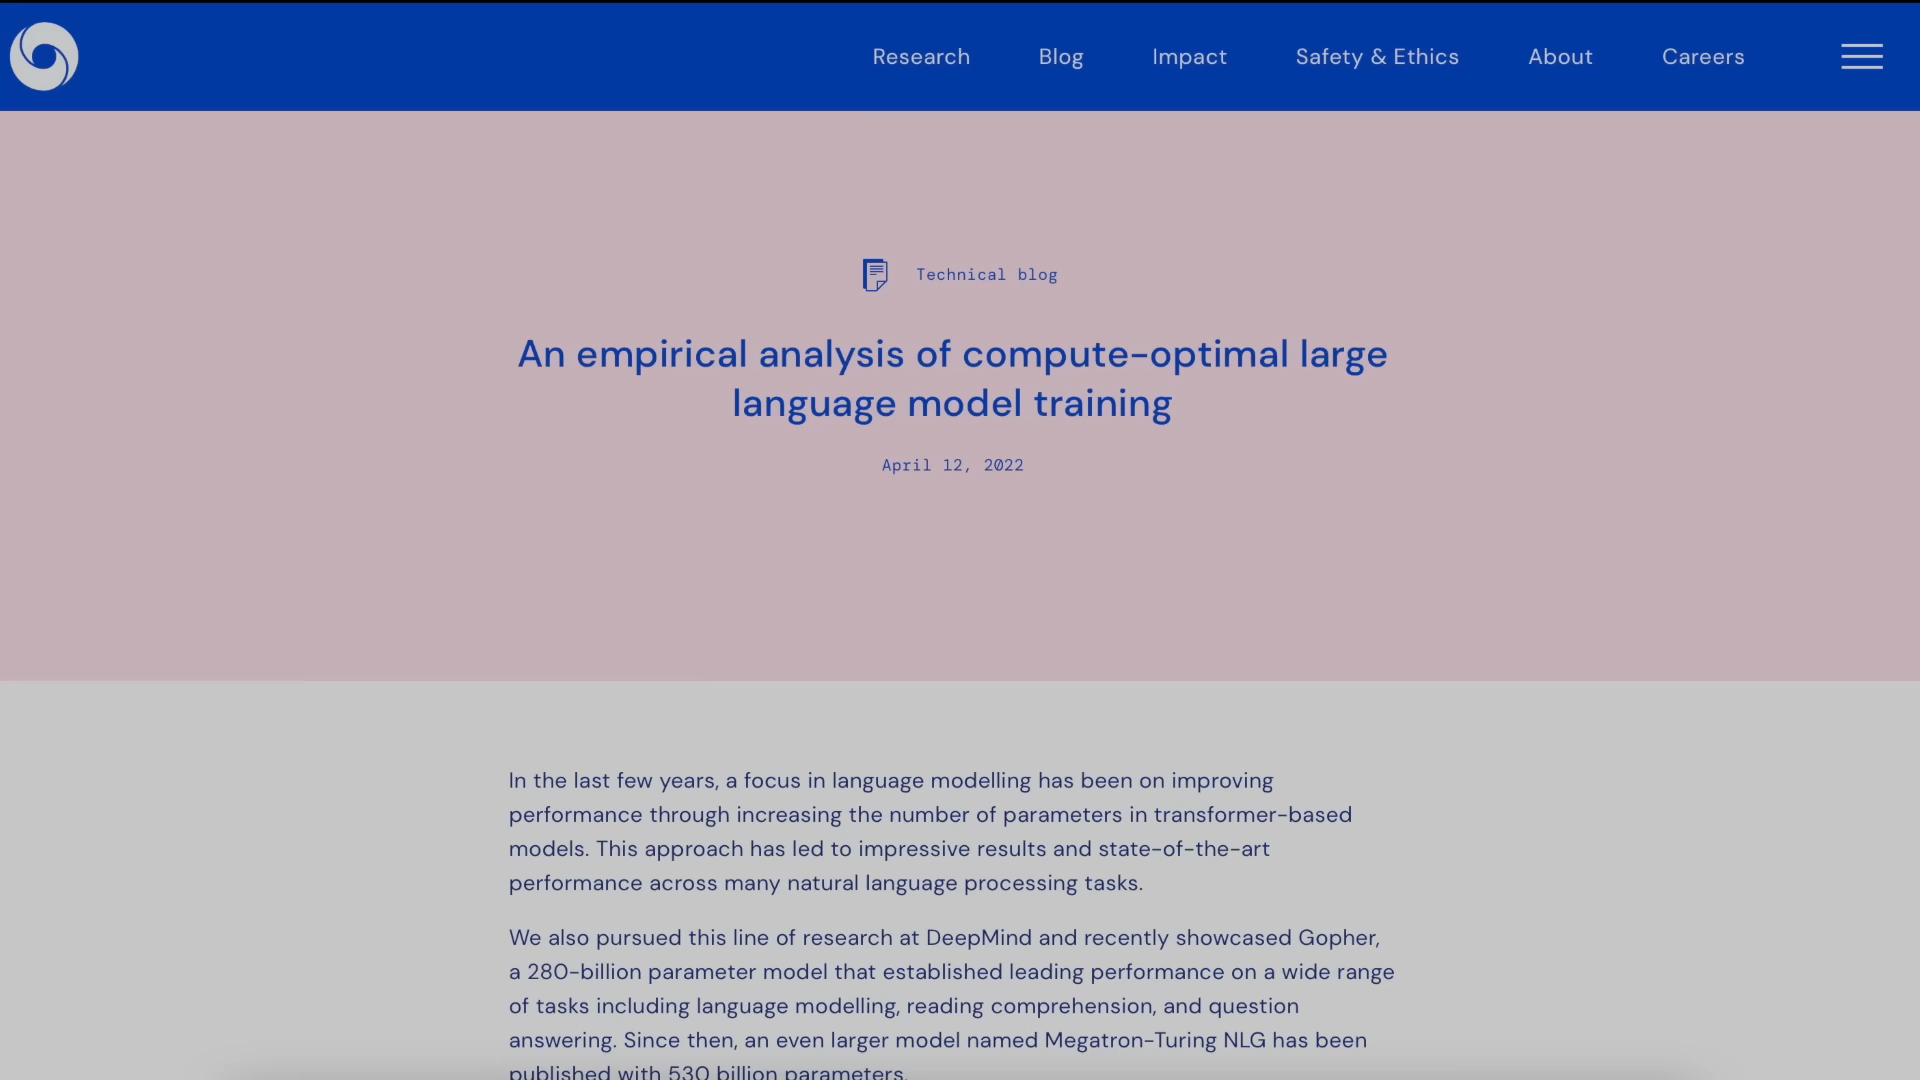 Research Blog Impact Safety & Ethics About Careers
Technical blog
An empirical analysis of compute-optimal large
language model training
April 12, 2022
In the last few years, a focus in language modelling has been on improving
performance through increasing the number of parameters in transformer-based
models. This approach has led to impressive results and state-of-the-art
performance across many natural language processing tasks.
We also pursued this line of research at DeepMind and recently showcased Gopher,
a 280-billion parameter model that established leading performance on a wide range
of tasks including language modelling, reading comprehension, and question
answering. Since then, an even larger model named Megatron-Turing NLG has been
published with 530 billion parameters.